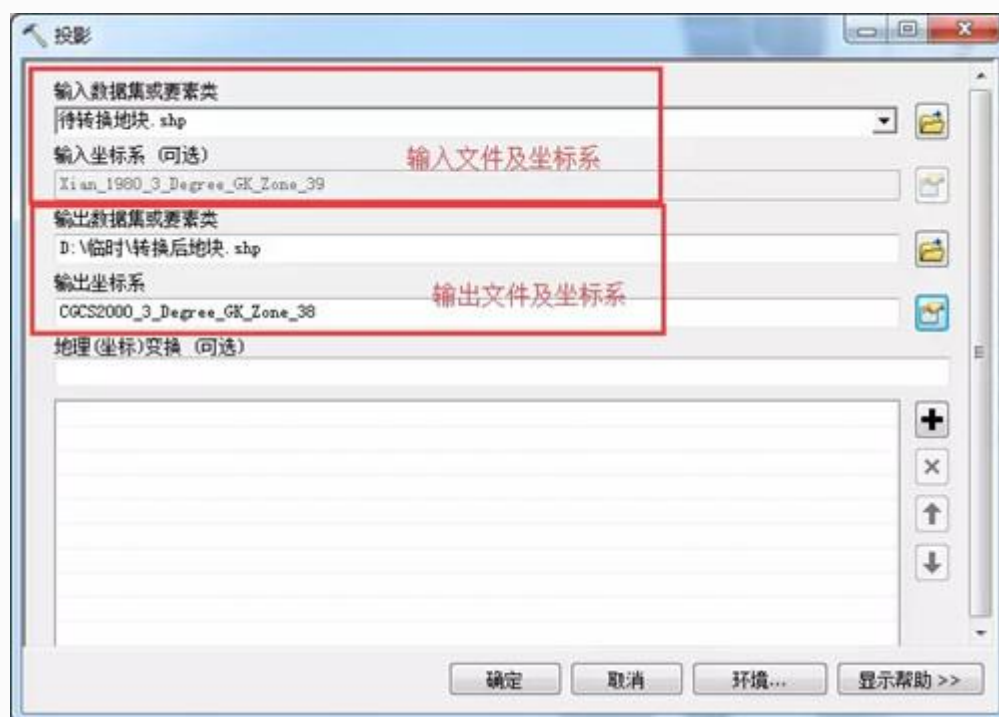 投影
输入数据集或要素类
待转换地块.shp
输入坐标系 (可选)
输入文件及坐标系
Xian_1980_3_Degree_GK_Zone_39
输出数据集或要素类
D:\临时\转换后地块.shp
输出坐标系
输出文件及坐标系
CGCS2000_3_Degree_GK_Zone_38
地理(坐标)变换 (可选)
确定 取消 环境... 显示帮助 >>